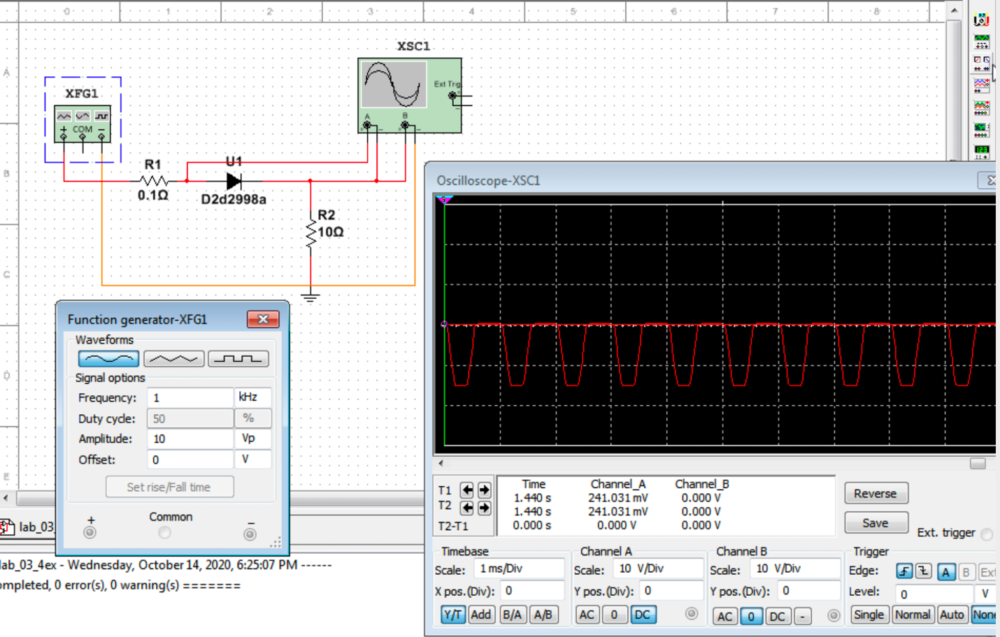 0 1 2 3 4 5 6 7 8
A
B
C
D
E
XSC1
Ext Trig
A B
XFG1
+ COM −
R1
0.1Ω
U1
D2d2998a
R2
10Ω
Function generator-XFG1
Waveforms
Signal options
Frequency: 1 kHz
Duty cycle: 50 %
Amplitude: 10 Vp
Offset: 0 V
Set rise/Fall time
+ Common −
lab_03
lab_03_4ex - Wednesday, October 14, 2020, 6:25:07 PM ------
ompleted, 0 error(s), 0 warning(s) =======
Oscilloscope-XSC1
Time Channel_A Channel_B
T1 1.440 s 241.031 mV 0.000 V
T2 1.440 s 241.031 mV 0.000 V
T2-T1 0.000 s 0.000 V 0.000 V
Reverse
Save
Ext. trigger
Timebase
Scale: 1 ms/Div
X pos.(Div): 0
Y/T Add B/A A/B
Channel A
Scale: 10 V/Div
Y pos.(Div): 0
AC 0 DC
Channel B
Scale: 10 V/Div
Y pos.(Div): 0
AC 0 DC -
Trigger
Edge: A B Ext
Level: 0 V
Single Normal Auto None